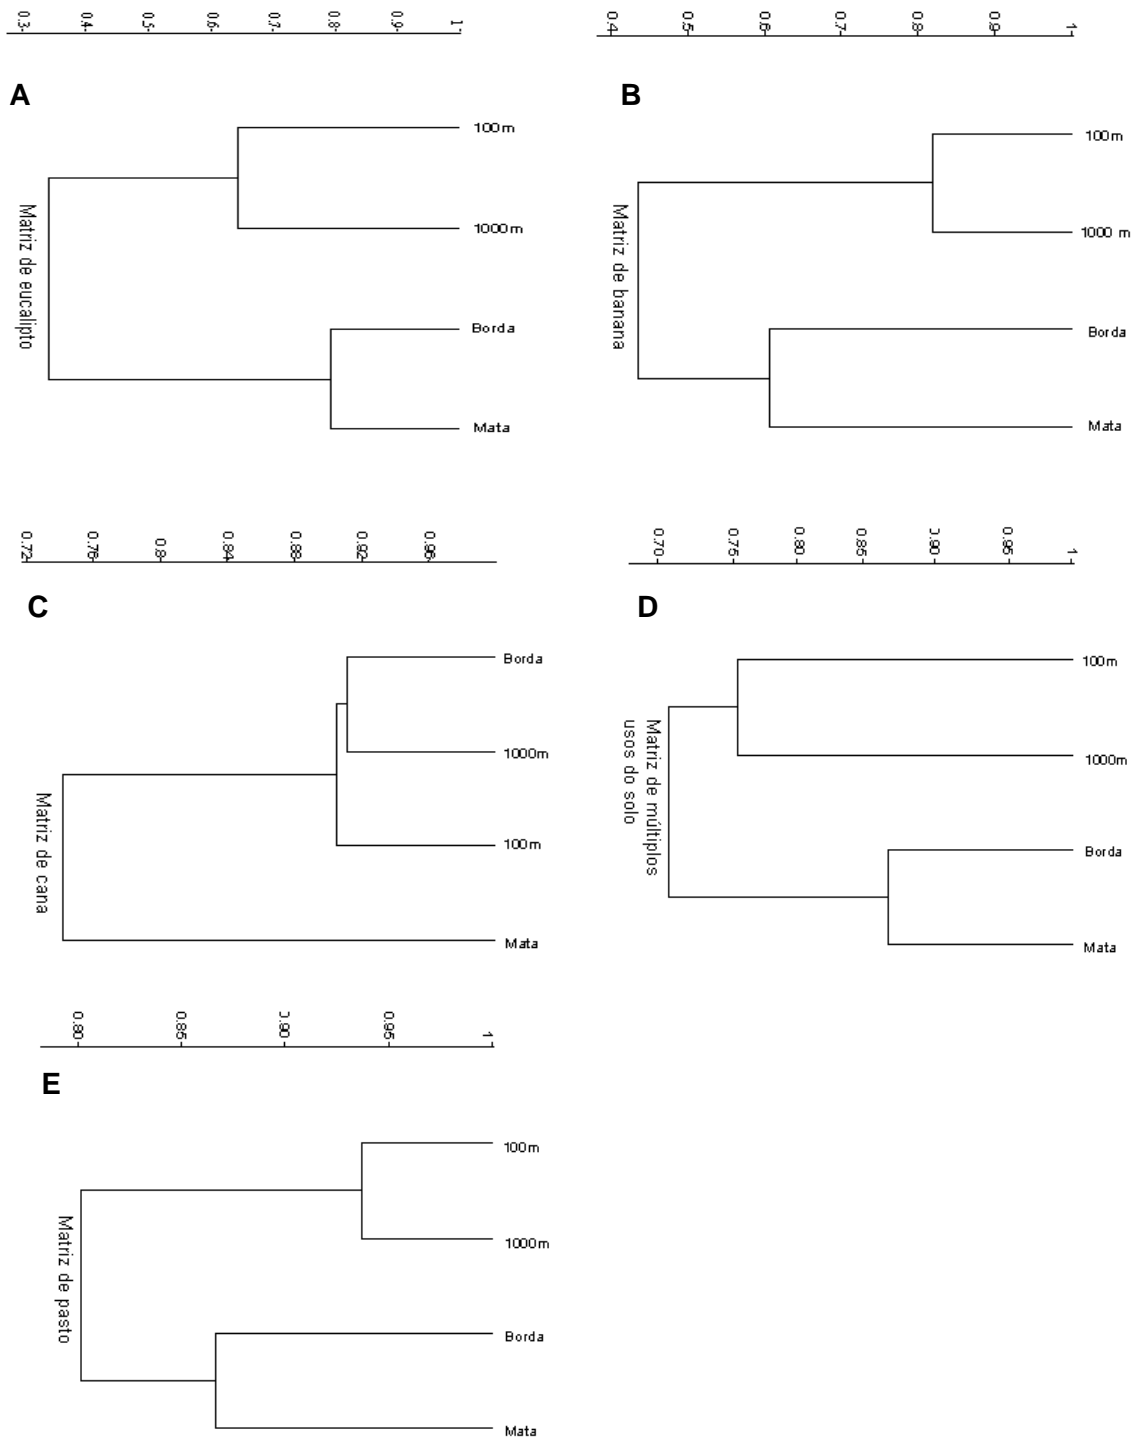 0.3 0.4 0.5 0.6 0.7 0.8 0.9 1
A
100m
1000m
Borda
Mata
Matriz de eucalipto
0.4 0.5 0.6 0.7 0.8 0.9 1
B
100m
1000 m
Borda
Mata
Matriz de banana
0.72 0.76 0.8 0.84 0.88 0.92 0.96
C
Borda
1000m
100m
Mata
Matriz de cana
0.70 0.75 0.80 0.85 0.90 0.95 1
D
100m
1000m
Borda
Mata
Matriz de múltiplos
usos do solo
0.80 0.85 0.90 0.95 1
E
100m
1000m
Borda
Mata
Matriz de pasto